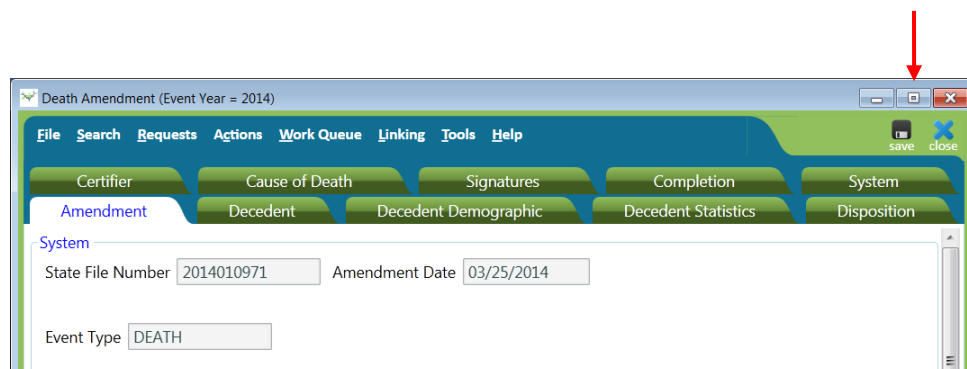 Death Amendment (Event Year = 2014)
File Search Requests Actions Work Queue Linking Tools Help
save close
Certifier Cause of Death Signatures Completion System
Amendment Decedent Decedent Demographic Decedent Statistics Disposition
System
State File Number 2014010971 Amendment Date 03/25/2014
Event Type DEATH